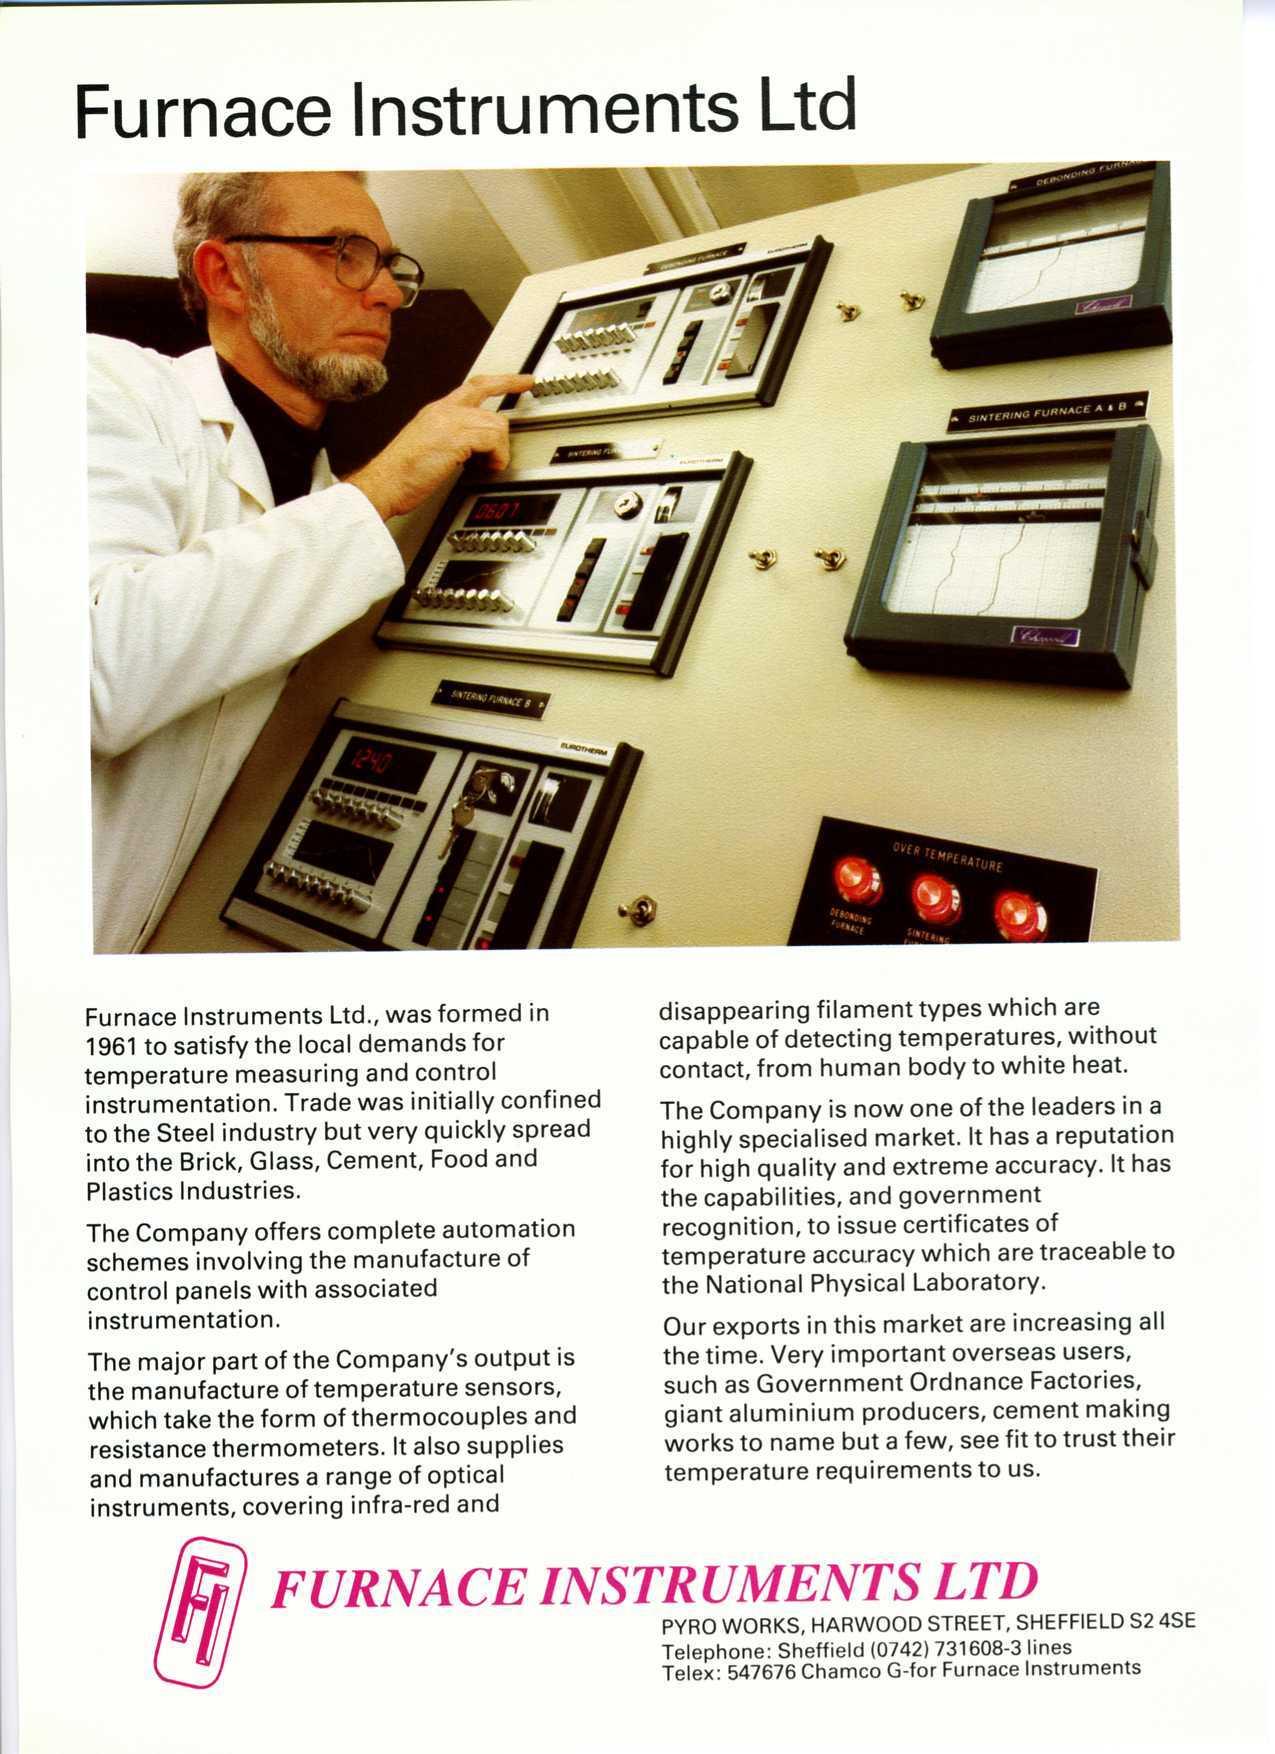 Furnace Instruments Ltd
DEBONDING FURNACE
DEBONDING FURNACE
EUROTHERM
Chessell
SINTERING FURNACE A & B
SINTERING
EUROTHERM
0607
Chessell
SINTERING FURNACE B
EUROTHERM
1240
OVER TEMPERATURE
DEBONDING
FURNACE
SINTERING
Furnace Instruments Ltd., was formed in
1961 to satisfy the local demands for
temperature measuring and control
instrumentation. Trade was initially confined
to the Steel industry but very quickly spread
into the Brick, Glass, Cement, Food and
Plastics Industries.
The Company offers complete automation
schemes involving the manufacture of
control panels with associated
instrumentation.
The major part of the Company's output is
the manufacture of temperature sensors,
which take the form of thermocouples and
resistance thermometers. It also supplies
and manufactures a range of optical
instruments, covering infra-red and
disappearing filament types which are
capable of detecting temperatures, without
contact, from human body to white heat.
The Company is now one of the leaders in a
highly specialised market. It has a reputation
for high quality and extreme accuracy. It has
the capabilities, and government
recognition, to issue certificates of
temperature accuracy which are traceable to
the National Physical Laboratory.
Our exports in this market are increasing all
the time. Very important overseas users,
such as Government Ordnance Factories,
giant aluminium producers, cement making
works to name but a few, see fit to trust their
temperature requirements to us.
FI
FURNACE INSTRUMENTS LTD
PYRO WORKS, HARWOOD STREET, SHEFFIELD S2 4SE
Telephone: Sheffield (0742) 731608-3 lines
Telex: 547676 Chamco G-for Furnace Instruments